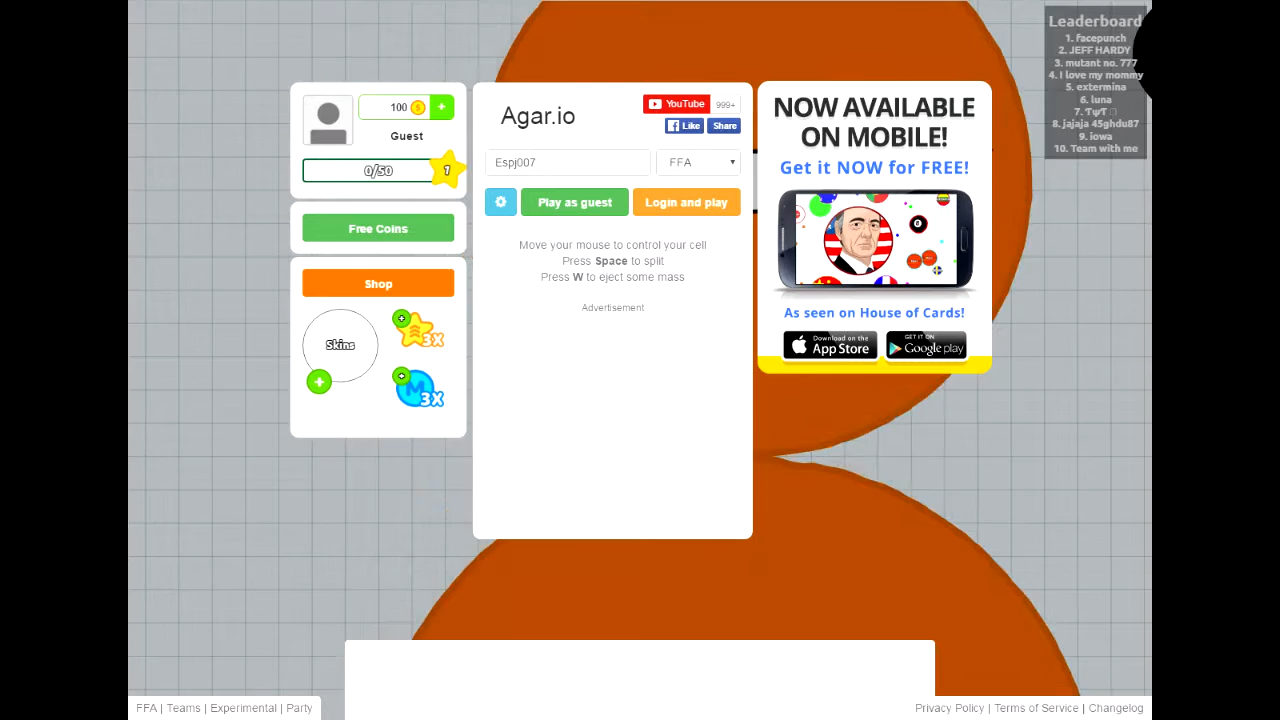 Leaderboard
1. facepunch
2. JEFF HARDY
3. mutant no. 777
4. I love my mommy
5. extermina
6. luna
8. jajaja 45ghdu87
9. iowa
10. Team with me
100
+
Guest
0/50
1
Free Coins
Shop
Skins
+
3X
M
3X
Agar.io
YouTube
999+
Like
Share
Espj007
FFA
Play as guest
Login and play
Move your mouse to control your cell
Press Space to split
Press W to eject some mass
Advertisement
NOW AVAILABLE
ON MOBILE!
Get it NOW for FREE!
As seen on House of Cards!
Download on the
App Store
GET IT ON
Google play
FFA | Teams | Experimental | Party
Privacy Policy | Terms of Service | Changelog